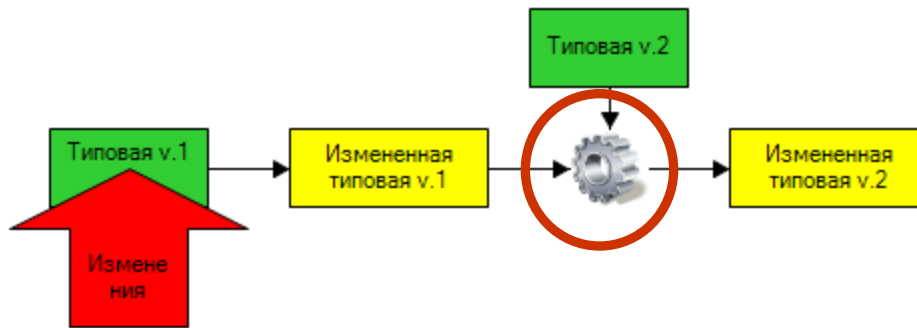 Типовая v.2
Типовая v.1
Измененная
типовая v.1
Измененная
типовая v.2
Измене
ния